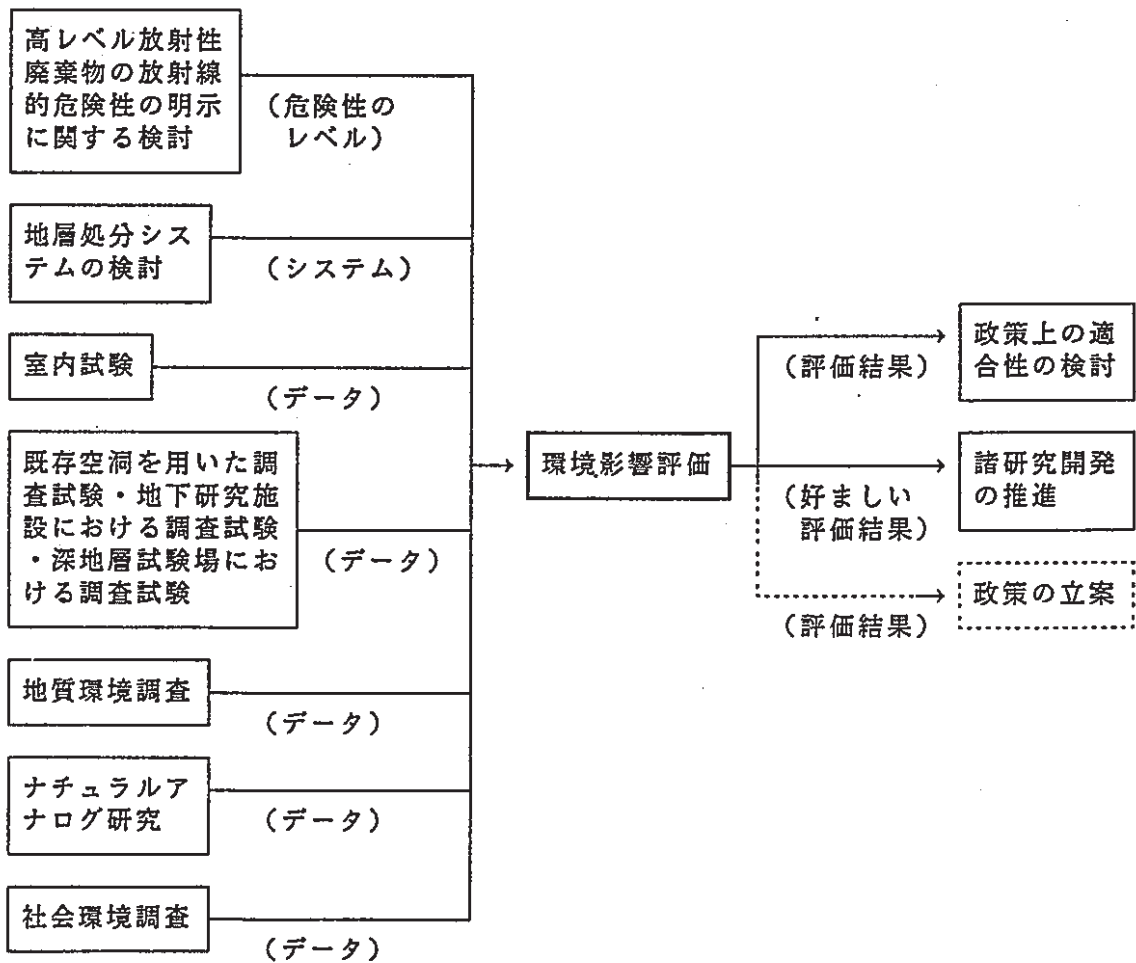 高レベル放射性
廃棄物の放射線
的危険性の明示
に関する検討
（危険性の
レベル）
地層処分シス
テムの検討
（システム）
室内試験
（データ）
既存空洞を用いた調
査試験・地下研究施
設における調査試験
・深地層試験場にお
ける調査試験
（データ）
地質環境調査
（データ）
ナチュラルア
ナログ研究
（データ）
社会環境調査
（データ）
環境影響評価
（評価結果）
政策上の適
合性の検討
（好ましい
評価結果）
諸研究開発
の推進
（評価結果）
政策の立案